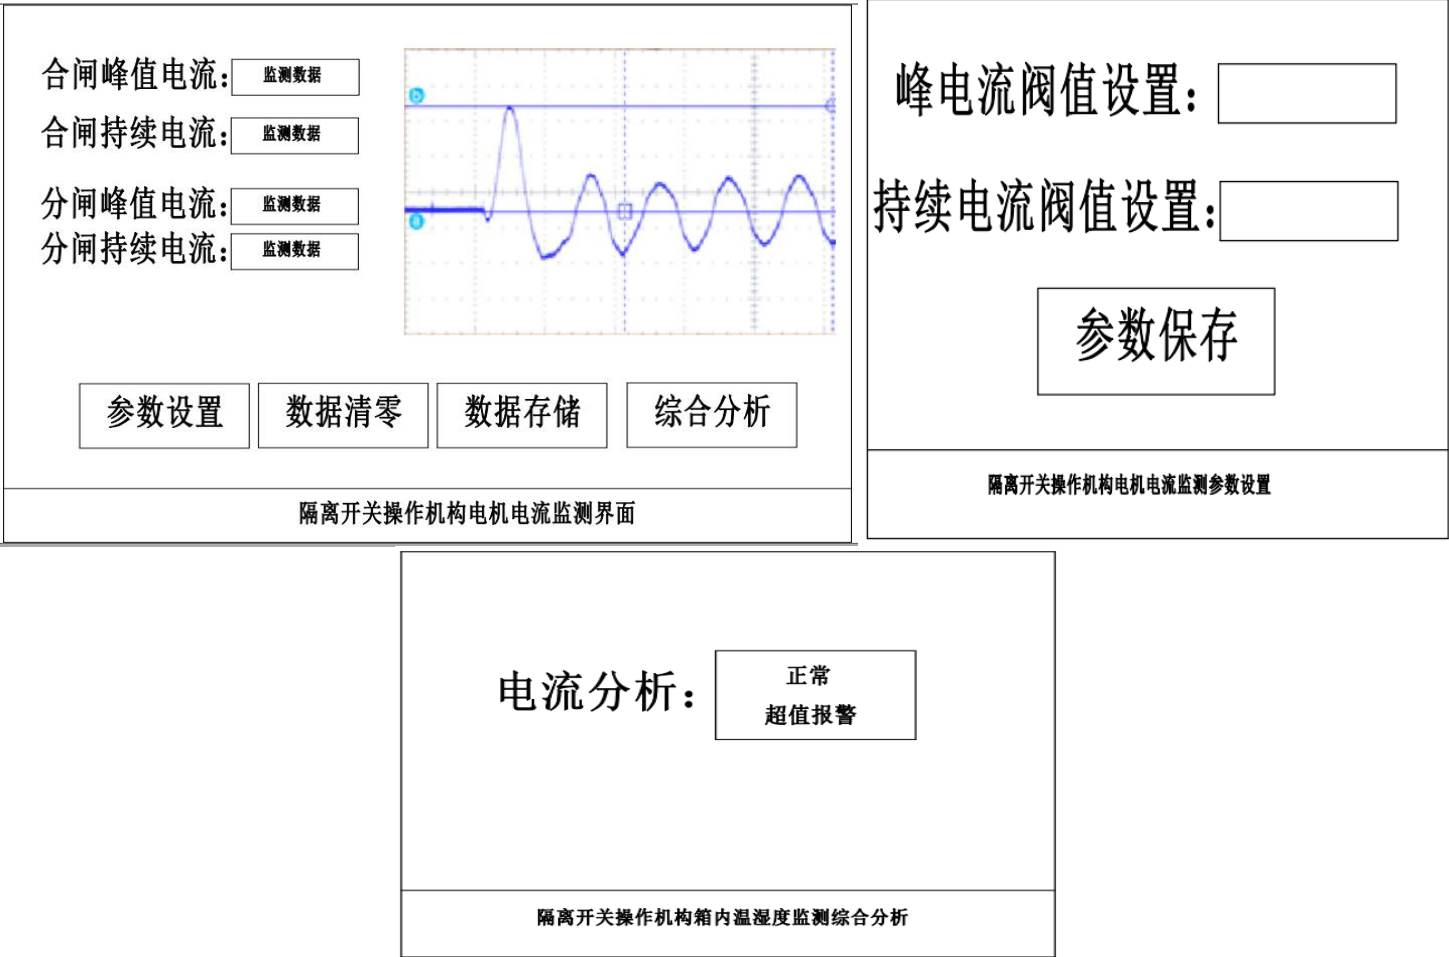 合闸峰值电流：
监测数据
合闸持续电流：
监测数据
分闸峰值电流：
监测数据
分闸持续电流：
监测数据
b
a
参数设置
数据清零
数据存储
综合分析
隔离开关操作机构电机电流监测界面
峰电流阀值设置：
持续电流阀值设置：
参数保存
隔离开关操作机构电机电流监测参数设置
电流分析：
正常
超值报警
隔离开关操作机构箱内温湿度监测综合分析